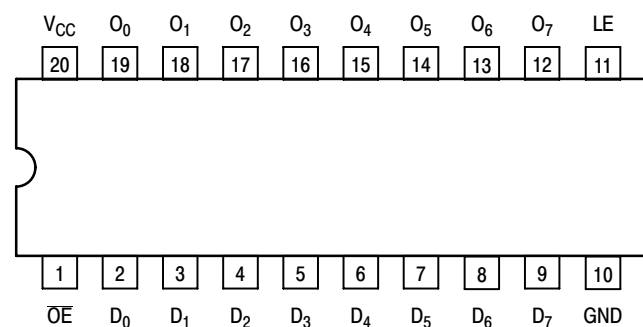 V_CC O₀ O₁ O₂ O₃ O₄ O₅ O₆ O₇ LE
20 19 18 17 16 15 14 13 12 11
1 2 3 4 5 6 7 8 9 10
O̅E̅ D₀ D₁ D₂ D₃ D₄ D₅ D₆ D₇ GND